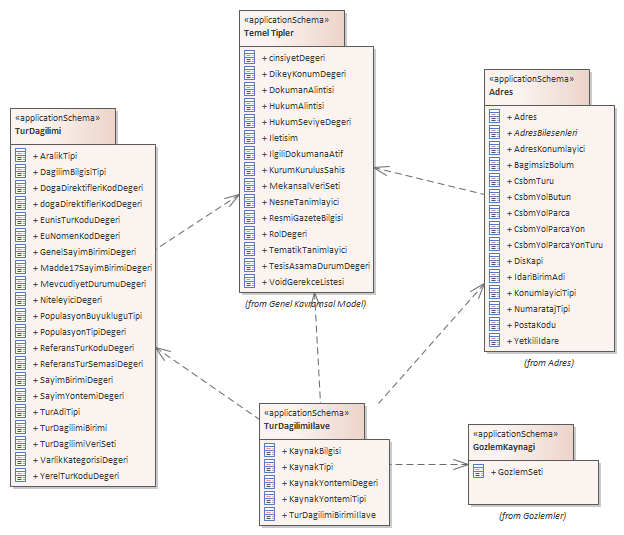 «applicationSchema»
Temel Tipler
+ cinsiyetDegeri
+ DikeyKonumDegeri
+ DokumanAlintisi
+ HukumAlintisi
+ HukumSeviyeDegeri
+ Iletisim
+ IlgiliDokumanaAtif
+ KurumKurulusSahis
+ MekansalVeriSeti
+ NesneTanimlayici
+ ResmiGazeteBilgisi
+ RolDegeri
+ TematikTanimlayici
+ TesisAsamaDurumDegeri
+ VoidGerekceListesi
(from Genel Kavramsal Model)
«applicationSchema»
Adres
+ Adres
+ AdresBilesenleri
+ AdresKonumlayici
+ BagimsizBolum
+ CsbmTuru
+ CsbmYolButun
+ CsbmYolParca
+ CsbmYolParcaYon
+ CsbmYolParcaYonTuru
+ DisKapi
+ IdariBirimAdi
+ KonumlayiciTipi
+ NumaratajTipi
+ PostaKodu
+ YetkiliIdare
(from Adres)
«applicationSchema»
TurDagilimi
+ AralikTipi
+ DagilimBilgisiTipi
+ DogaDirektifleriKodDegeri
+ dogaDirektifleriKodDegeri
+ EunisTurKoduDegeri
+ EuNomenKodDegeri
+ GenelSayimBirimiDegeri
+ Madde17SayimBirimiDegeri
+ MevcudiyetDurumuDegeri
+ NiteleyiciDegeri
+ PopulasyonBuyukluguTipi
+ PopulasyonTipiDegeri
+ ReferansTurKoduDegeri
+ ReferansTurSemasiDegeri
+ SayimBirimiDegeri
+ SayimYontemiDegeri
+ TurAdiTipi
+ TurDagilimiBirimi
+ TurDagilimiVeriSeti
+ VarlikKategorisiDegeri
+ YerelTurKoduDegeri
«applicationSchema»
TurDagilimiIlave
+ KaynakBilgisi
+ KaynakTipi
+ KaynakYontemiDegeri
+ KaynakYontemiTipi
+ TurDagilimiBirimiIlave
«applicationSchema»
GozlemKaynagi
+ GozlemSeti
(from Gozlemler)